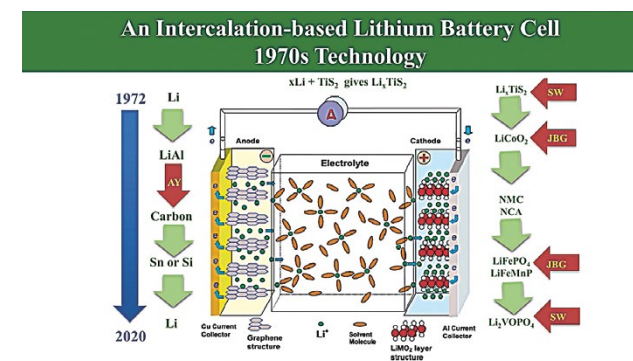 An Intercalation-based Lithium Battery Cell
1970s Technology
xLi + TiS₂ gives LiₓTiS₂
1972
Li
LiAl
AY
Carbon
Sn or Si
Li
2020
A
e
e
Anode
Cathode
−
+
Electrolyte
e
e
e
e
e
e
e
e
e
e
Cu Current
Collector
Graphene
structure
Li⁺
Solvent
Molecule
LiMO₂ layer
structure
Al Current
Collector
LiₓTiS₂
SW
LiCoO₂
JBG
NMC
NCA
LiFePO₄
LiFeMnP
JBG
Li₂VOPO₄
SW